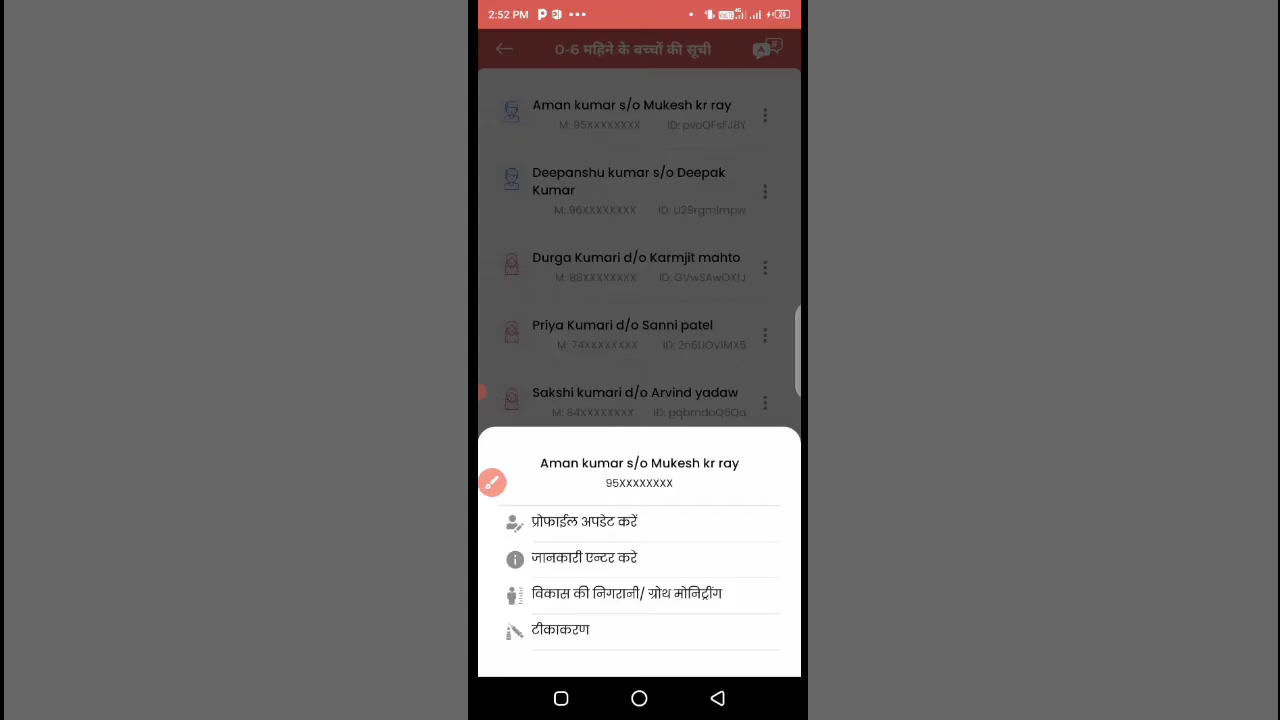 2:52 PM
0-6 महिने के बच्चों की सूची
Aman kumar s/o Mukesh kr ray
M: 95XXXXXXXX
Deepanshu kumar s/o Deepak
Kumar
M: 96XXXXXXXX ID: u29rgmImpw
Durga Kumari d/o Karmjit mahto
M: 88XXXXXXXX
Priya Kumari d/o Sanni patel
M: 74XXXXXXXX
Sakshi kumari d/o Arvind yadaw
M: 84XXXXXXXX
Aman kumar s/o Mukesh kr ray
95XXXXXXXX
प्रोफाईल अपडेट करें
जानकारी एन्टर करे
विकास की निगरानी/ ग्रोथ मोनिट्रींग
टीकाकरण